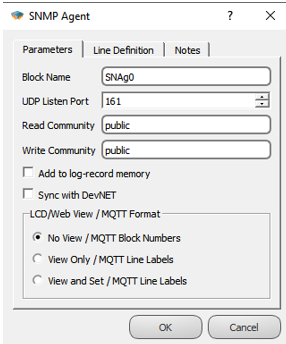 SNMP Agent
Parameters
Line Definition
Notes
Block Name
SNAg0
UDP Listen Port
161
Read Community
public
Write Community
public
Add to log-record memory
Sync with DevNET
LCD/Web View / MQTT Format
No View / MQTT Block Numbers
View Only / MQTT Line Labels
View and Set / MQTT Line Labels
OK
Cancel